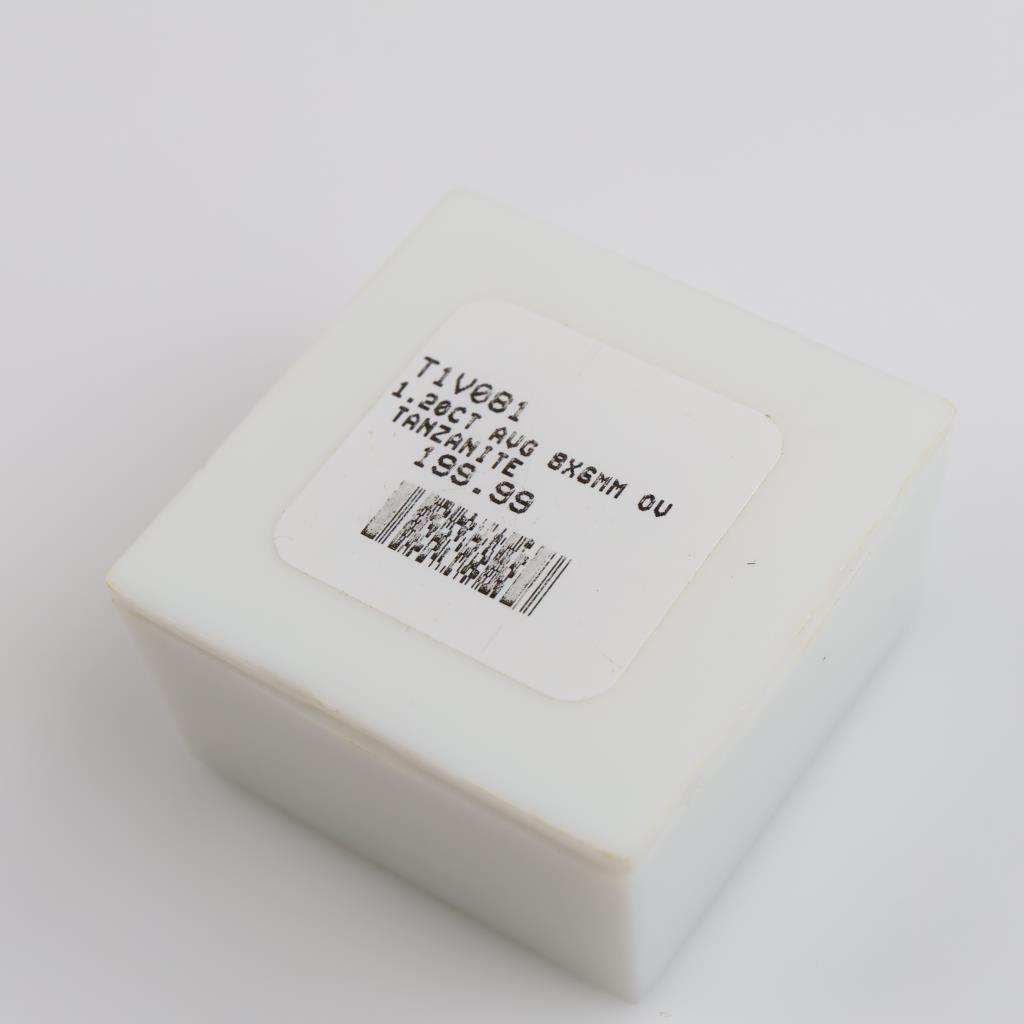 T1V081
1.20CT AVG 8X6MM OV
TANZANITE
199.99